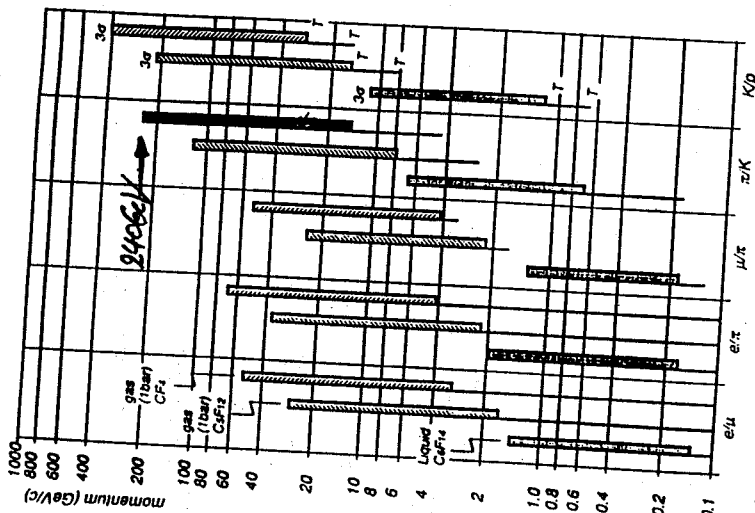 3σ
T
T
3σ
T
T
3σ
T
T
K/p
π/K
μ/π
e/π
e/μ
240GeV
gas
(1bar)
CF₄
gas
(1bar)
C₅F₁₂
Liquid
C₆F₁₄
momentum (GeV/c)
1000
800
600
400
200
100
80
60
40
20
10
8
6
4
2
1.0
0.8
0.6
0.4
0.2
0.1